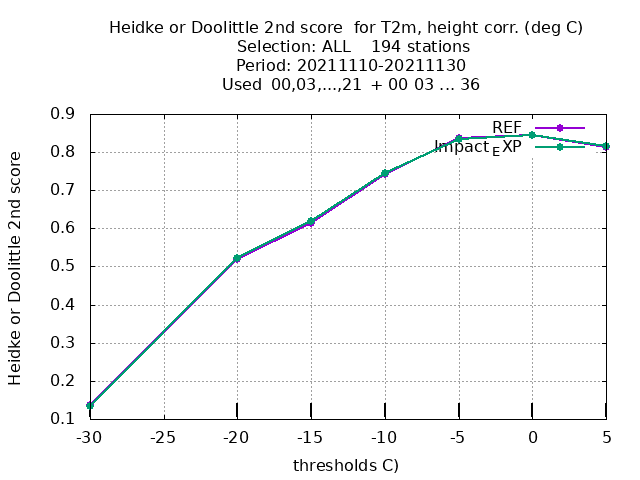 Heidke or Doolittle 2nd score  for T2m, height corr. (deg C)
Selection: ALL    194 stations
Period: 20211110-20211130
Used  00,03,...,21  + 00 03 ... 36
Heidke or Doolittle 2nd score
0.9
0.8
0.7
0.6
0.5
0.4
0.3
0.2
0.1
REF
Impact_EXP
-30 -25 -20 -15 -10 -5 0 5
thresholds C)